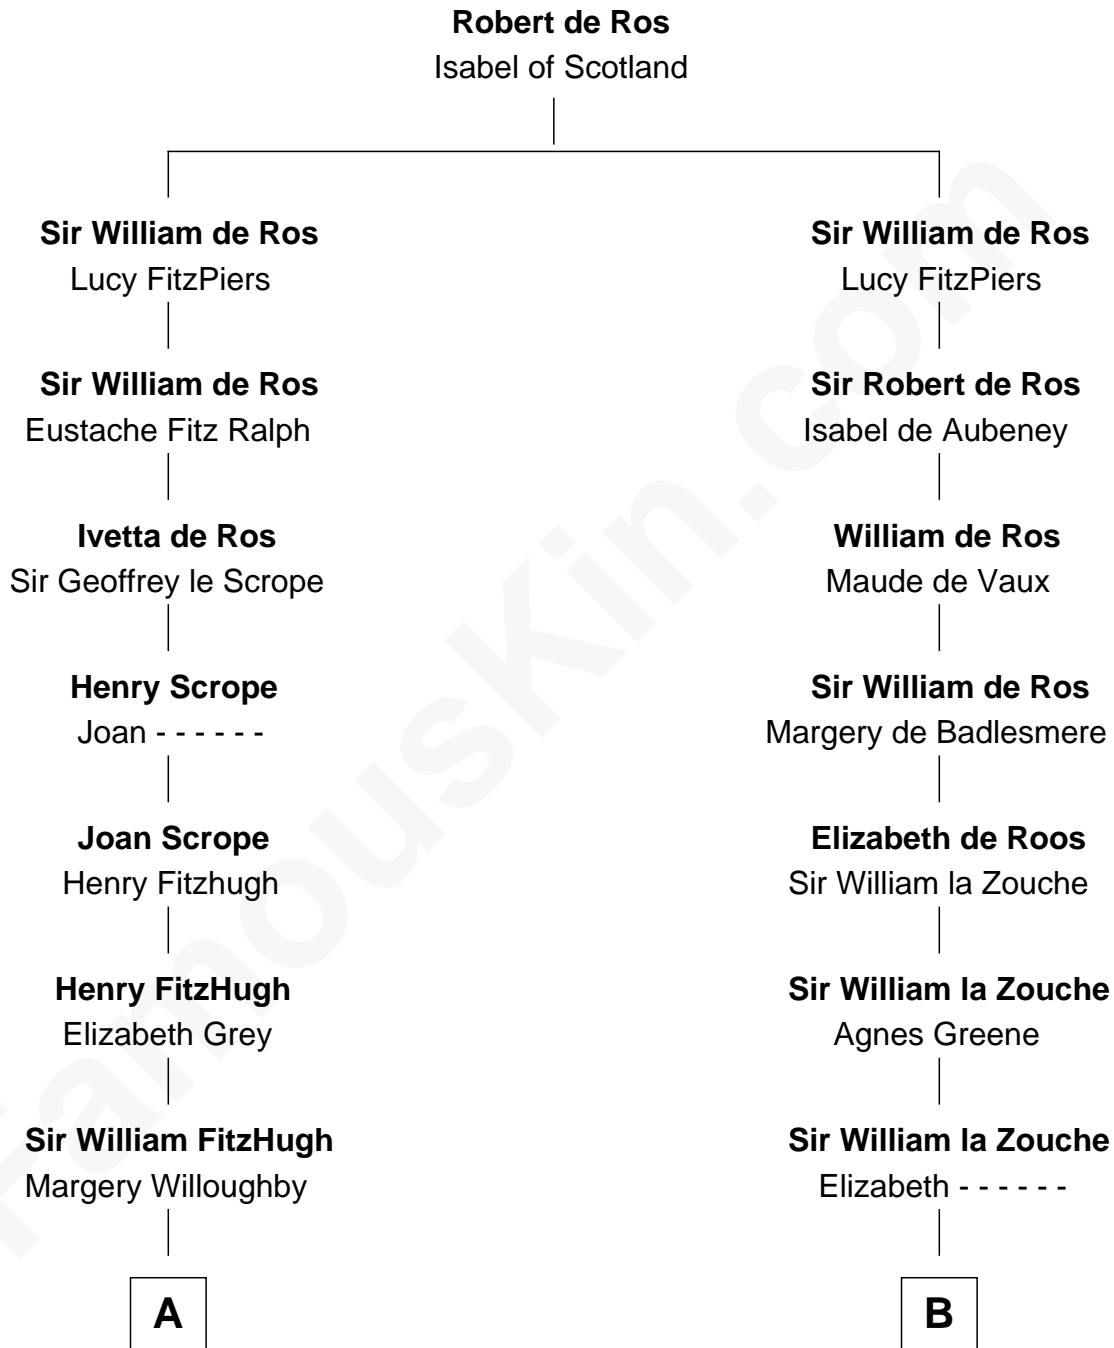 Robert de Ros
Isabel of Scotland
Sir William de Ros
Lucy FitzPiers
Sir William de Ros
Lucy FitzPiers
Sir William de Ros
Eustache Fitz Ralph
Sir Robert de Ros
Isabel de Aubeney
Ivetta de Ros
Sir Geoffrey le Scrope
William de Ros
Maude de Vaux
Henry Scrope
Joan - - - - - -
Sir William de Ros
Margery de Badlesmere
Joan Scrope
Henry Fitzhugh
Elizabeth de Roos
Sir William la Zouche
Henry FitzHugh
Elizabeth Grey
Sir William la Zouche
Agnes Greene
Sir William FitzHugh
Margery Willoughby
Sir William la Zouche
Elizabeth - - - - - -
A
B
FamousKin.com